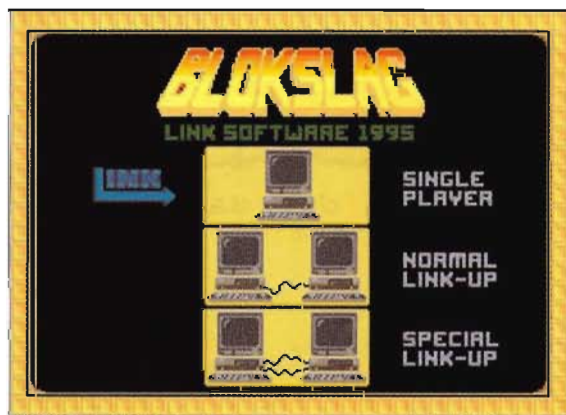 BLOKSLAG
LINK SOFTWARE 1995
LINK
SINGLE
PLAYER
NORMAL
LINK-UP
SPECIAL
LINK-UP